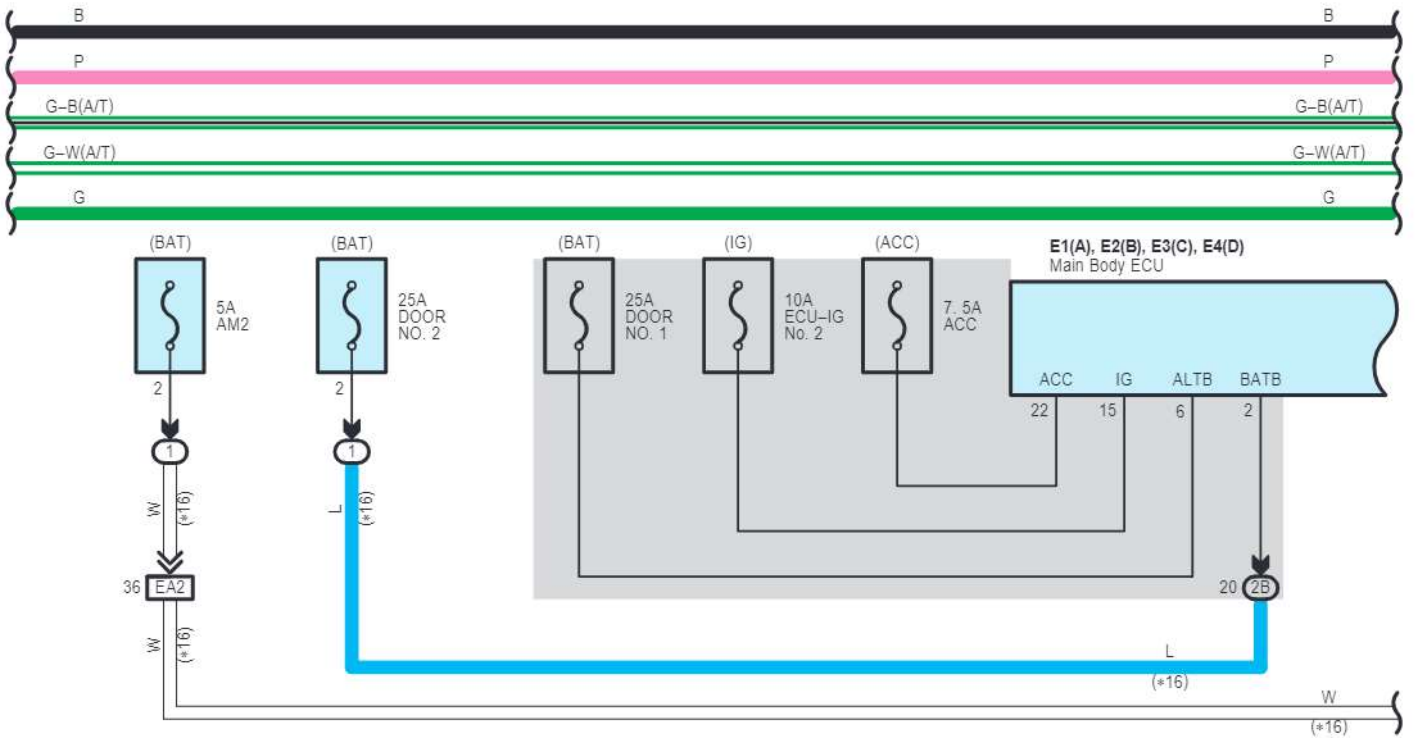 B B
P P
G–B(A/T) G–B(A/T)
G–W(A/T) G–W(A/T)
G G
(BAT) (BAT) (BAT) (IG) (ACC)
E1(A), E2(B), E3(C), E4(D)
Main Body ECU
5A
AM2
25A
DOOR
NO. 2
25A
DOOR
NO. 1
10A
ECU–IG
No. 2
7. 5A
ACC
ACC IG ALTB BATB
2 2 22 15 6 2
1 1
W (*16) L (*16)
36 EA2 20 2B
W (*16)
L
(*16)
W
(*16)